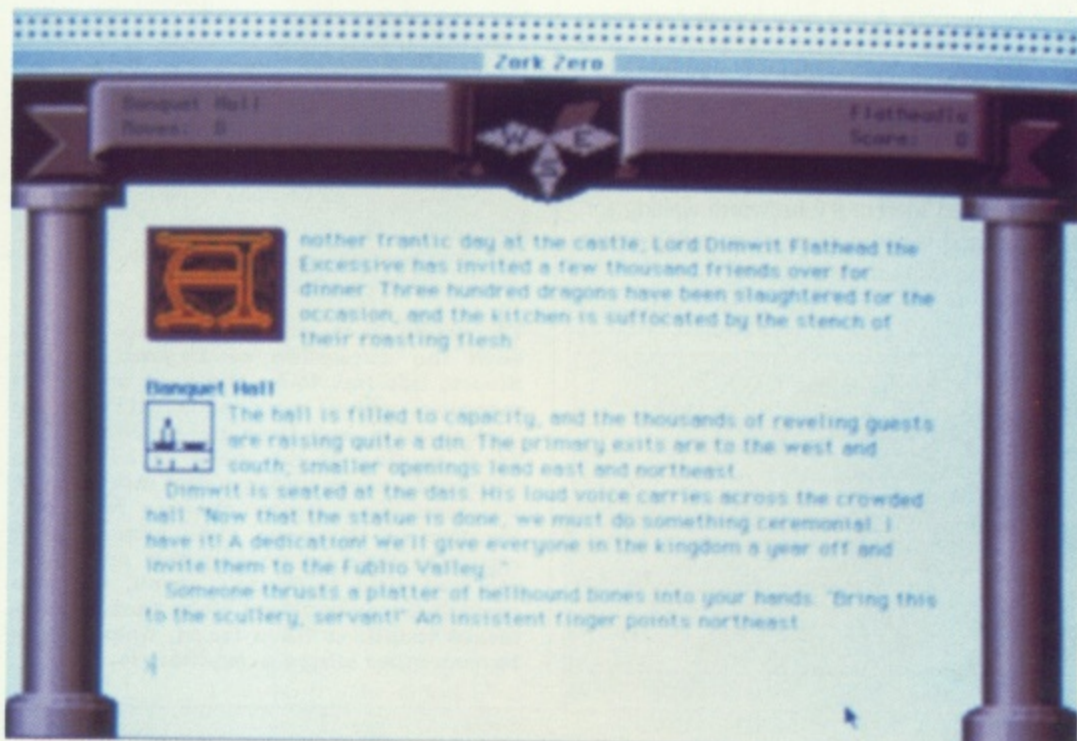 Zork Zero
Banquet Hall
Moves: 0
Flatheadia
Score: 0
W E
S
A
nother frantic day at the castle; Lord Dimwit Flathead the
Excessive has invited a few thousand friends over for
dinner. Three hundred dragons have been slaughtered for the
occasion, and the kitchen is suffocated by the stench of
their roasting flesh.
Banquet Hall
The hall is filled to capacity, and the thousands of reveling guests
are raising quite a din. The primary exits are to the west and
south; smaller openings lead east and northeast.
Dimwit is seated at the dais. His loud voice carries across the crowded
hall. "Now that the statue is done, we must do something ceremonial. I
have it! A dedication! We'll give everyone in the kingdom a year off and
invite them to the Fublio Valley..."
Someone thrusts a platter of hellhound bones into your hands. "Bring this
to the scullery, servant!" An insistent finger points northeast.
>